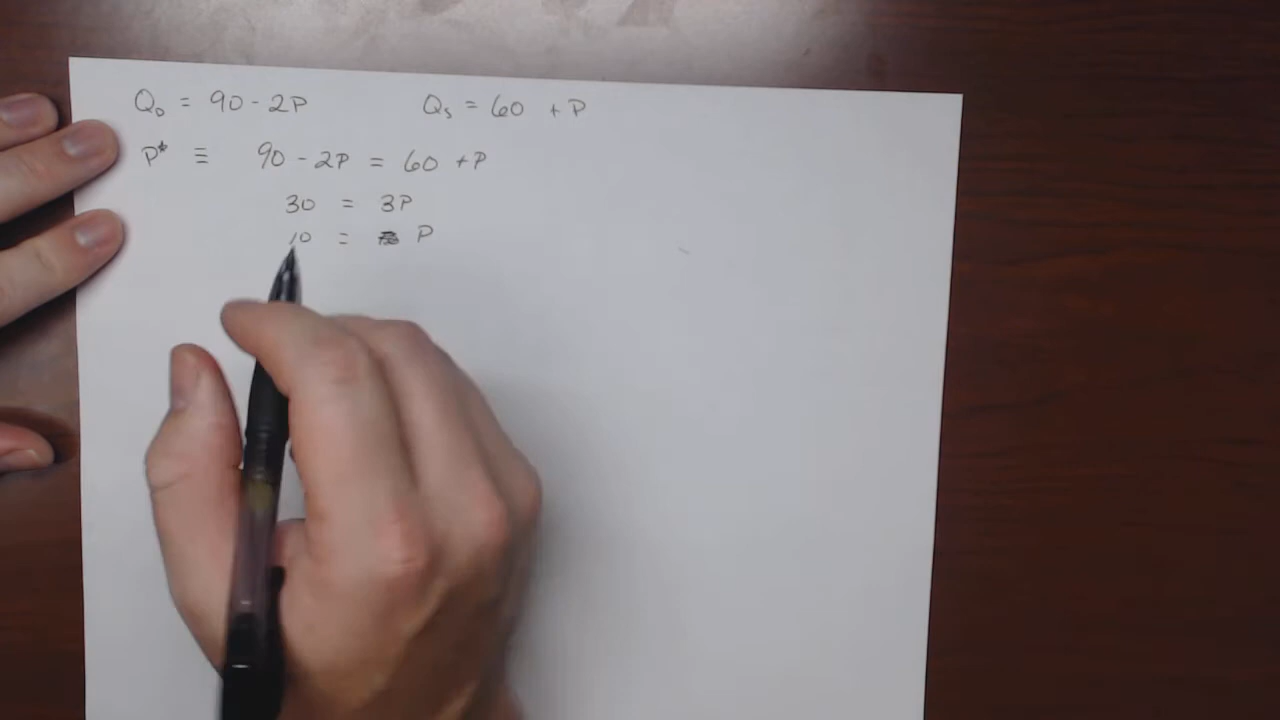 Q_D = 90 - 2P Q_S = 60 + P
P* ≡ 90 - 2P = 60 + P
30 = 3P
10 = P